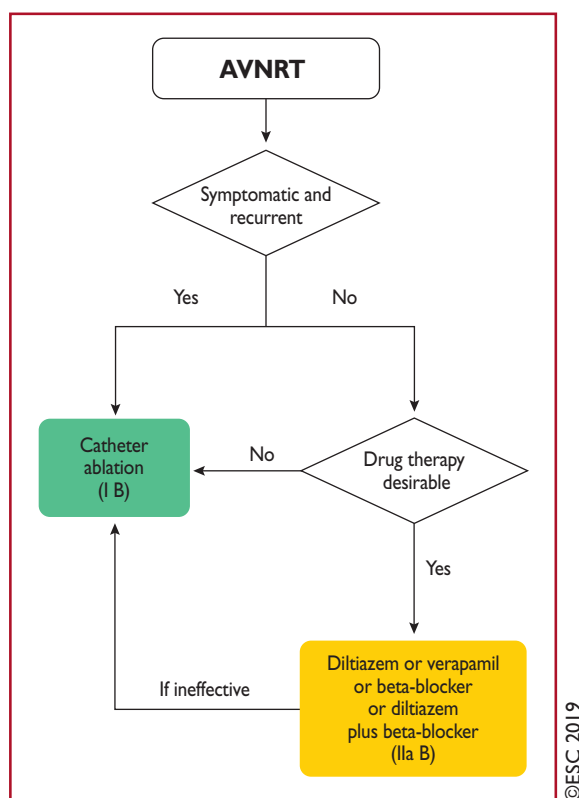 AVNRT
Symptomatic and
recurrent
Yes
No
Catheter
ablation
(I B)
No
Drug therapy
desirable
Yes
If ineffective
Diltiazem or verapamil
or beta-blocker
or diltiazem
plus beta-blocker
(IIa B)
©ESC 2019